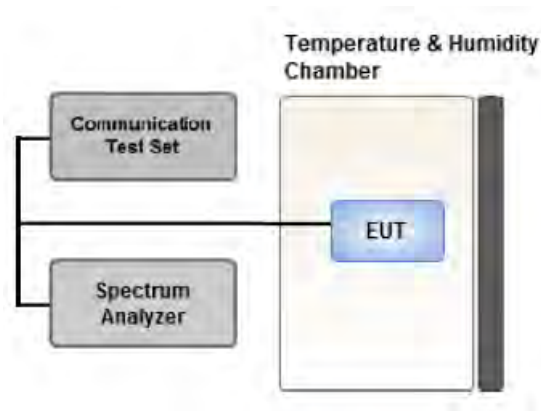 Temperature & Humidity
Chamber
Communication
Test Set
EUT
Spectrum
Analyzer